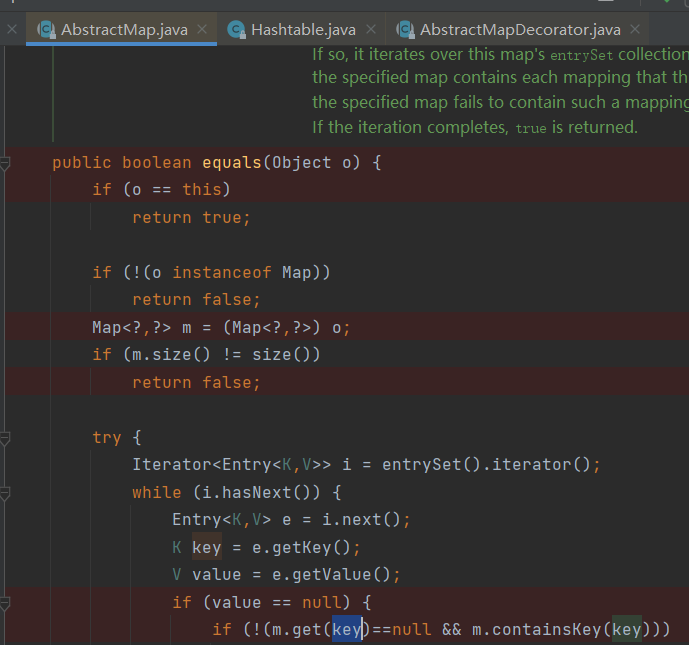 AbstractMap.java
Hashtable.java
AbstractMapDecorator.java
If so, it iterates over this map's entrySet collection
the specified map contains each mapping that th
the specified map fails to contain such a mapping
If the iteration completes, true is returned.
public boolean equals(Object o) {
if (o == this)
return true;
if (!(o instanceof Map))
return false;
Map<?,?> m = (Map<?,?>) o;
if (m.size() != size())
return false;
try {
Iterator<Entry<K,V>> i = entrySet().iterator();
while (i.hasNext()) {
Entry<K,V> e = i.next();
K key = e.getKey();
V value = e.getValue();
if (value == null) {
if (!(m.get(key)==null && m.containsKey(key)))